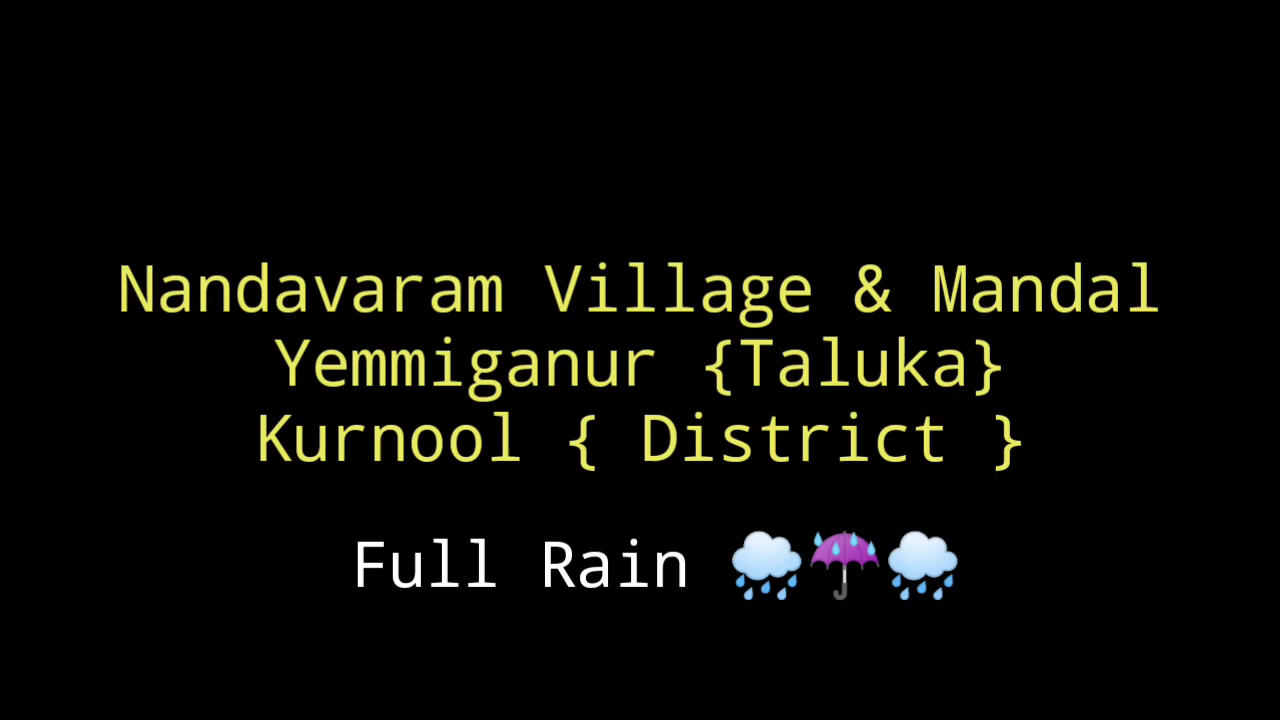 Nandavaram Village & Mandal
Yemmiganur {Taluka}
Kurnool { District }
Full Rain 🌧️☔🌧️